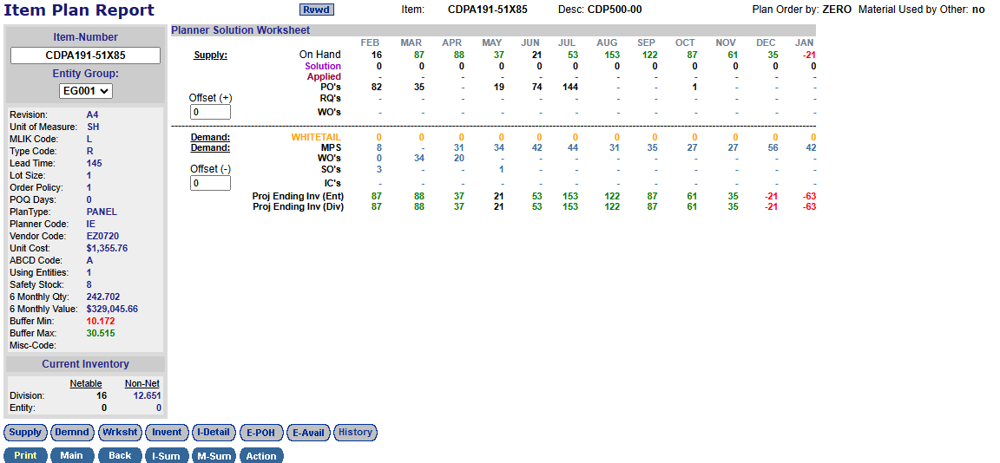 Item Plan Report Rvwd Item: CDPA191-51X85 Desc: CDP500-00 Plan Order by: ZERO Material Used by Other: no
Item-Number
CDPA191-51X85
Entity Group:
EG001
Revision: A4
Unit of Measure: SH
MLIK Code: L
Type Code: R
Lead Time: 145
Lot Size: 1
Order Policy: 1
POQ Days: 0
PlanType: PANEL
Planner Code: IE
Vendor Code: EZ0720
Unit Cost: $1,355.76
ABCD Code: A
Using Entities: 1
Safety Stock: 8
6 Monthly Qty: 242.702
6 Monthly Value: $329,045.66
Buffer Min: 10.172
Buffer Max: 30.515
Misc-Code:
Current Inventory
Netable Non-Net
Division: 16 12.651
Entity: 0 0
Planner Solution Worksheet
FEB MAR APR MAY JUN JUL AUG SEP OCT NOV DEC JAN
Supply: On Hand 16 87 88 37 21 53 153 122 87 61 35 -21
Solution 0 0 0 0 0 0 0 0 0 0 0 0
Applied - - - - - - - - - - - -
PO's 82 35 - 19 74 144 - - 1 - - -
Offset (+) RQ's - - - - - - - - - - - -
0 WO's - - - - - - - - - - - -
Demand: WHITETAIL 0 0 0 0 0 0 0 0 0 0 0 0
Demand: MPS 8 - 31 34 42 44 31 35 27 27 56 42
WO's 0 34 20 - - - - - - - - -
Offset (-) SO's 3 - - 1 - - - - - - - -
0 IC's - - - - - - - - - - - -
Proj Ending Inv (Ent) 87 88 37 21 53 153 122 87 61 35 -21 -63
Proj Ending Inv (Div) 87 88 37 21 53 153 122 87 61 35 -21 -63
Supply Demnd Wrksht Invent I-Detail E-POH E-Avail History
Print Main Back I-Sum M-Sum Action